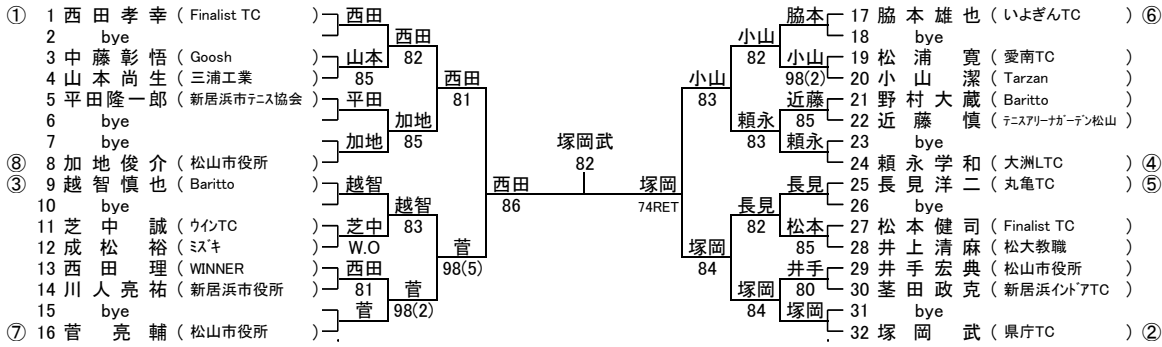 ① 1 西田孝幸 ( Finalist TC ) 西田
2 bye
西田
82
3 中藤彰悟 ( Goosh ) 山本
4 山本尚生 ( 三浦工業 ) 85
西田
81
5 平田隆一郎 ( 新居浜市テニス協会 ) 平田
6 bye
加地
85
7 bye 加地
⑧ 8 加地俊介 ( 松山市役所 )
西田
86
③ 9 越智慎也 ( Baritto ) 越智
10 bye
越智
83
11 芝中誠 ( ウインTC ) 芝中
12 成松裕 ( ミズキ ) W.O
菅
98(5)
13 西田理 ( WINNER ) 西田
14 川人亮祐 ( 新居浜市役所 ) 81
菅
98(2)
15 bye 菅
⑦ 16 菅亮輔 ( 松山市役所 )
塚岡武
82
脇本 17 脇本雄也 ( いよぎんTC ) ⑥
18 bye
小山
82
小山 19 松浦寛 ( 愛南TC )
98(2) 20 小山潔 ( Tarzan )
小山
83
近藤 21 野村大蔵 ( Baritto )
85 22 近藤慎 ( テニスアリーナガーデン松山 )
頼永
83
頼永 23 bye
24 頼永学和 ( 大洲LTC ) ④
塚岡
74RET
長見 25 長見洋二 ( 丸亀TC ) ⑤
26 bye
長見
82
松本 27 松本健司 ( Finalist TC )
85 28 井上清麻 ( 松大教職 )
塚岡
84
井手 29 井手宏典 ( 松山市役所 )
80 30 茎田政克 ( 新居浜インドアTC )
塚岡
84
塚岡 31 bye
32 塚岡武 ( 県庁TC ) ②